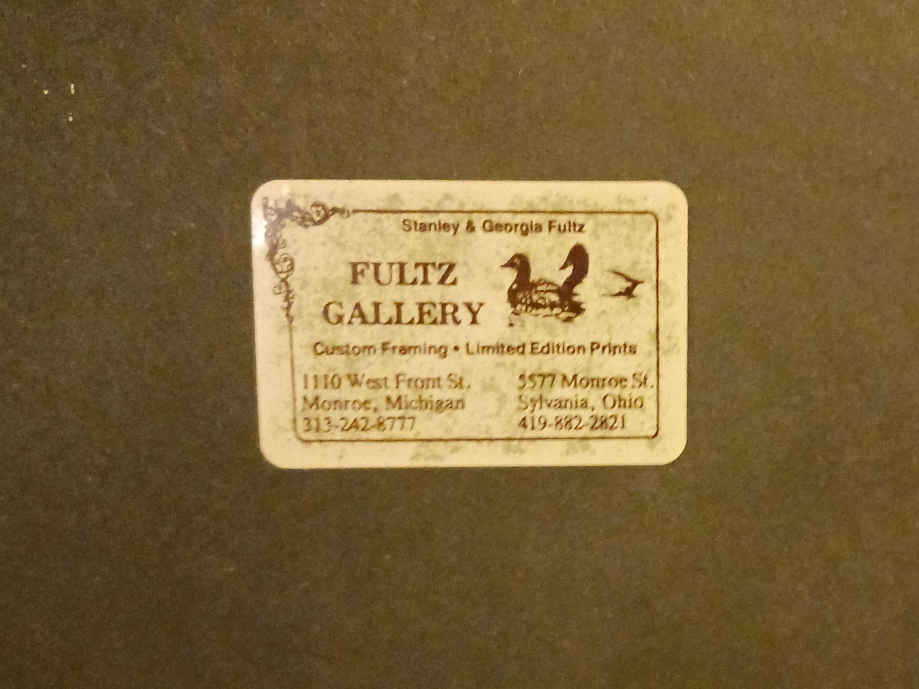 Stanley & Georgia Fultz
FULTZ
GALLERY
Custom Framing • Limited Edition Prints
1110 West Front St.
Monroe, Michigan
313-242-8777
5577 Monroe St.
Sylvania, Ohio
419-882-2821